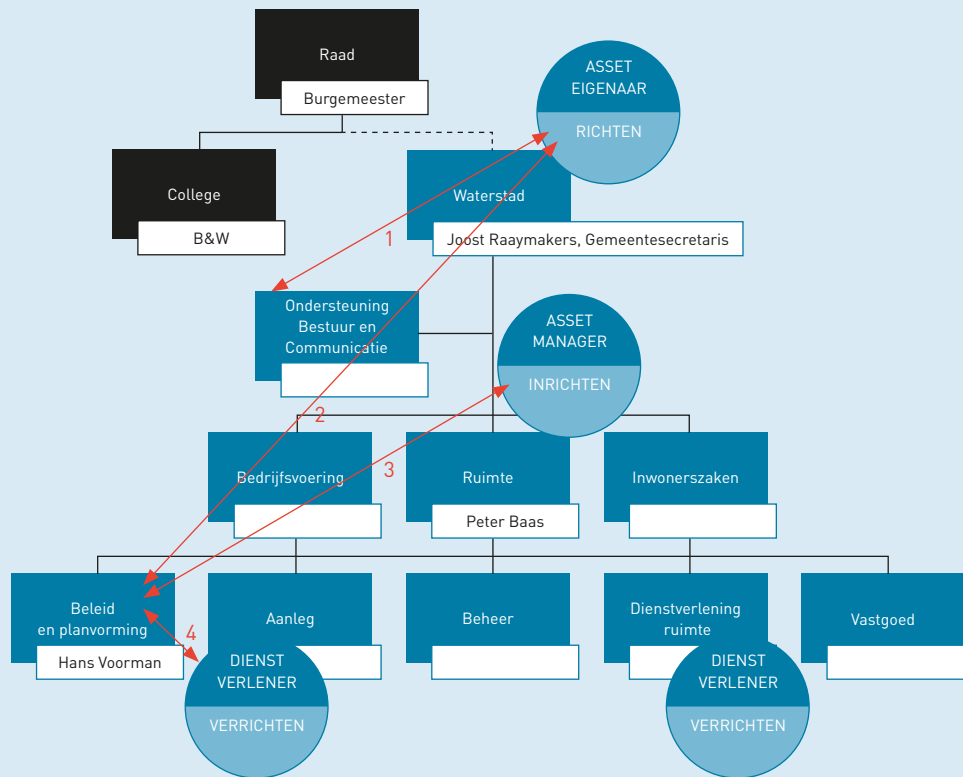 Raad
Burgemeester
ASSET
EIGENAAR
RICHTEN
College
B&W
Waterstad
Joost Raaymakers, Gemeentesecretaris
1
Ondersteuning
Bestuur en
Communicatie
ASSET
MANAGER
INRICHTEN
2
3
Bedrijfsvoering
Ruimte
Peter Baas
Inwonerszaken
Beleid
en planvorming
Hans Voorman
4
Aanleg
Beheer
Dienstverlening
ruimte
Vastgoed
DIENST
VERLENER
VERRICHTEN
DIENST
VERLENER
VERRICHTEN